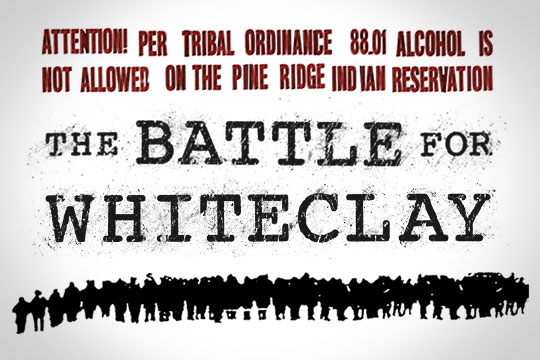 ATTENTION! PER TRIBAL ORDINANCE 88.01 ALCOHOL IS
NOT ALLOWED ON THE PINE RIDGE INDIAN RESERVATION
THE BATTLE FOR
WHITECLAY